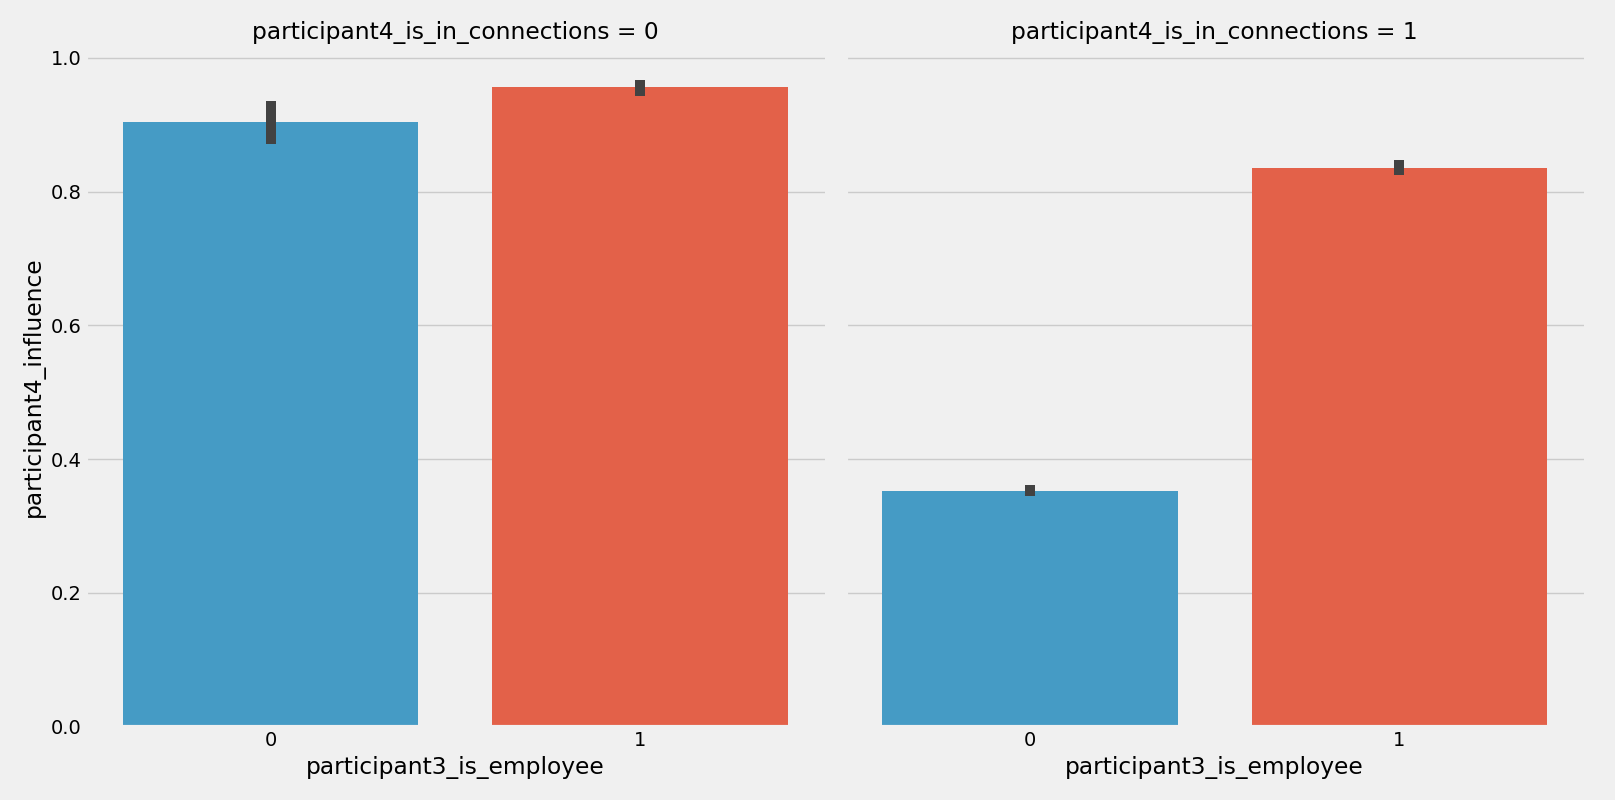 participant4_is_in_connections = 0
participant4_is_in_connections = 1
participant4_influence
1.0
0.8
0.6
0.4
0.2
0.0
0 1
0 1
participant3_is_employee
participant3_is_employee